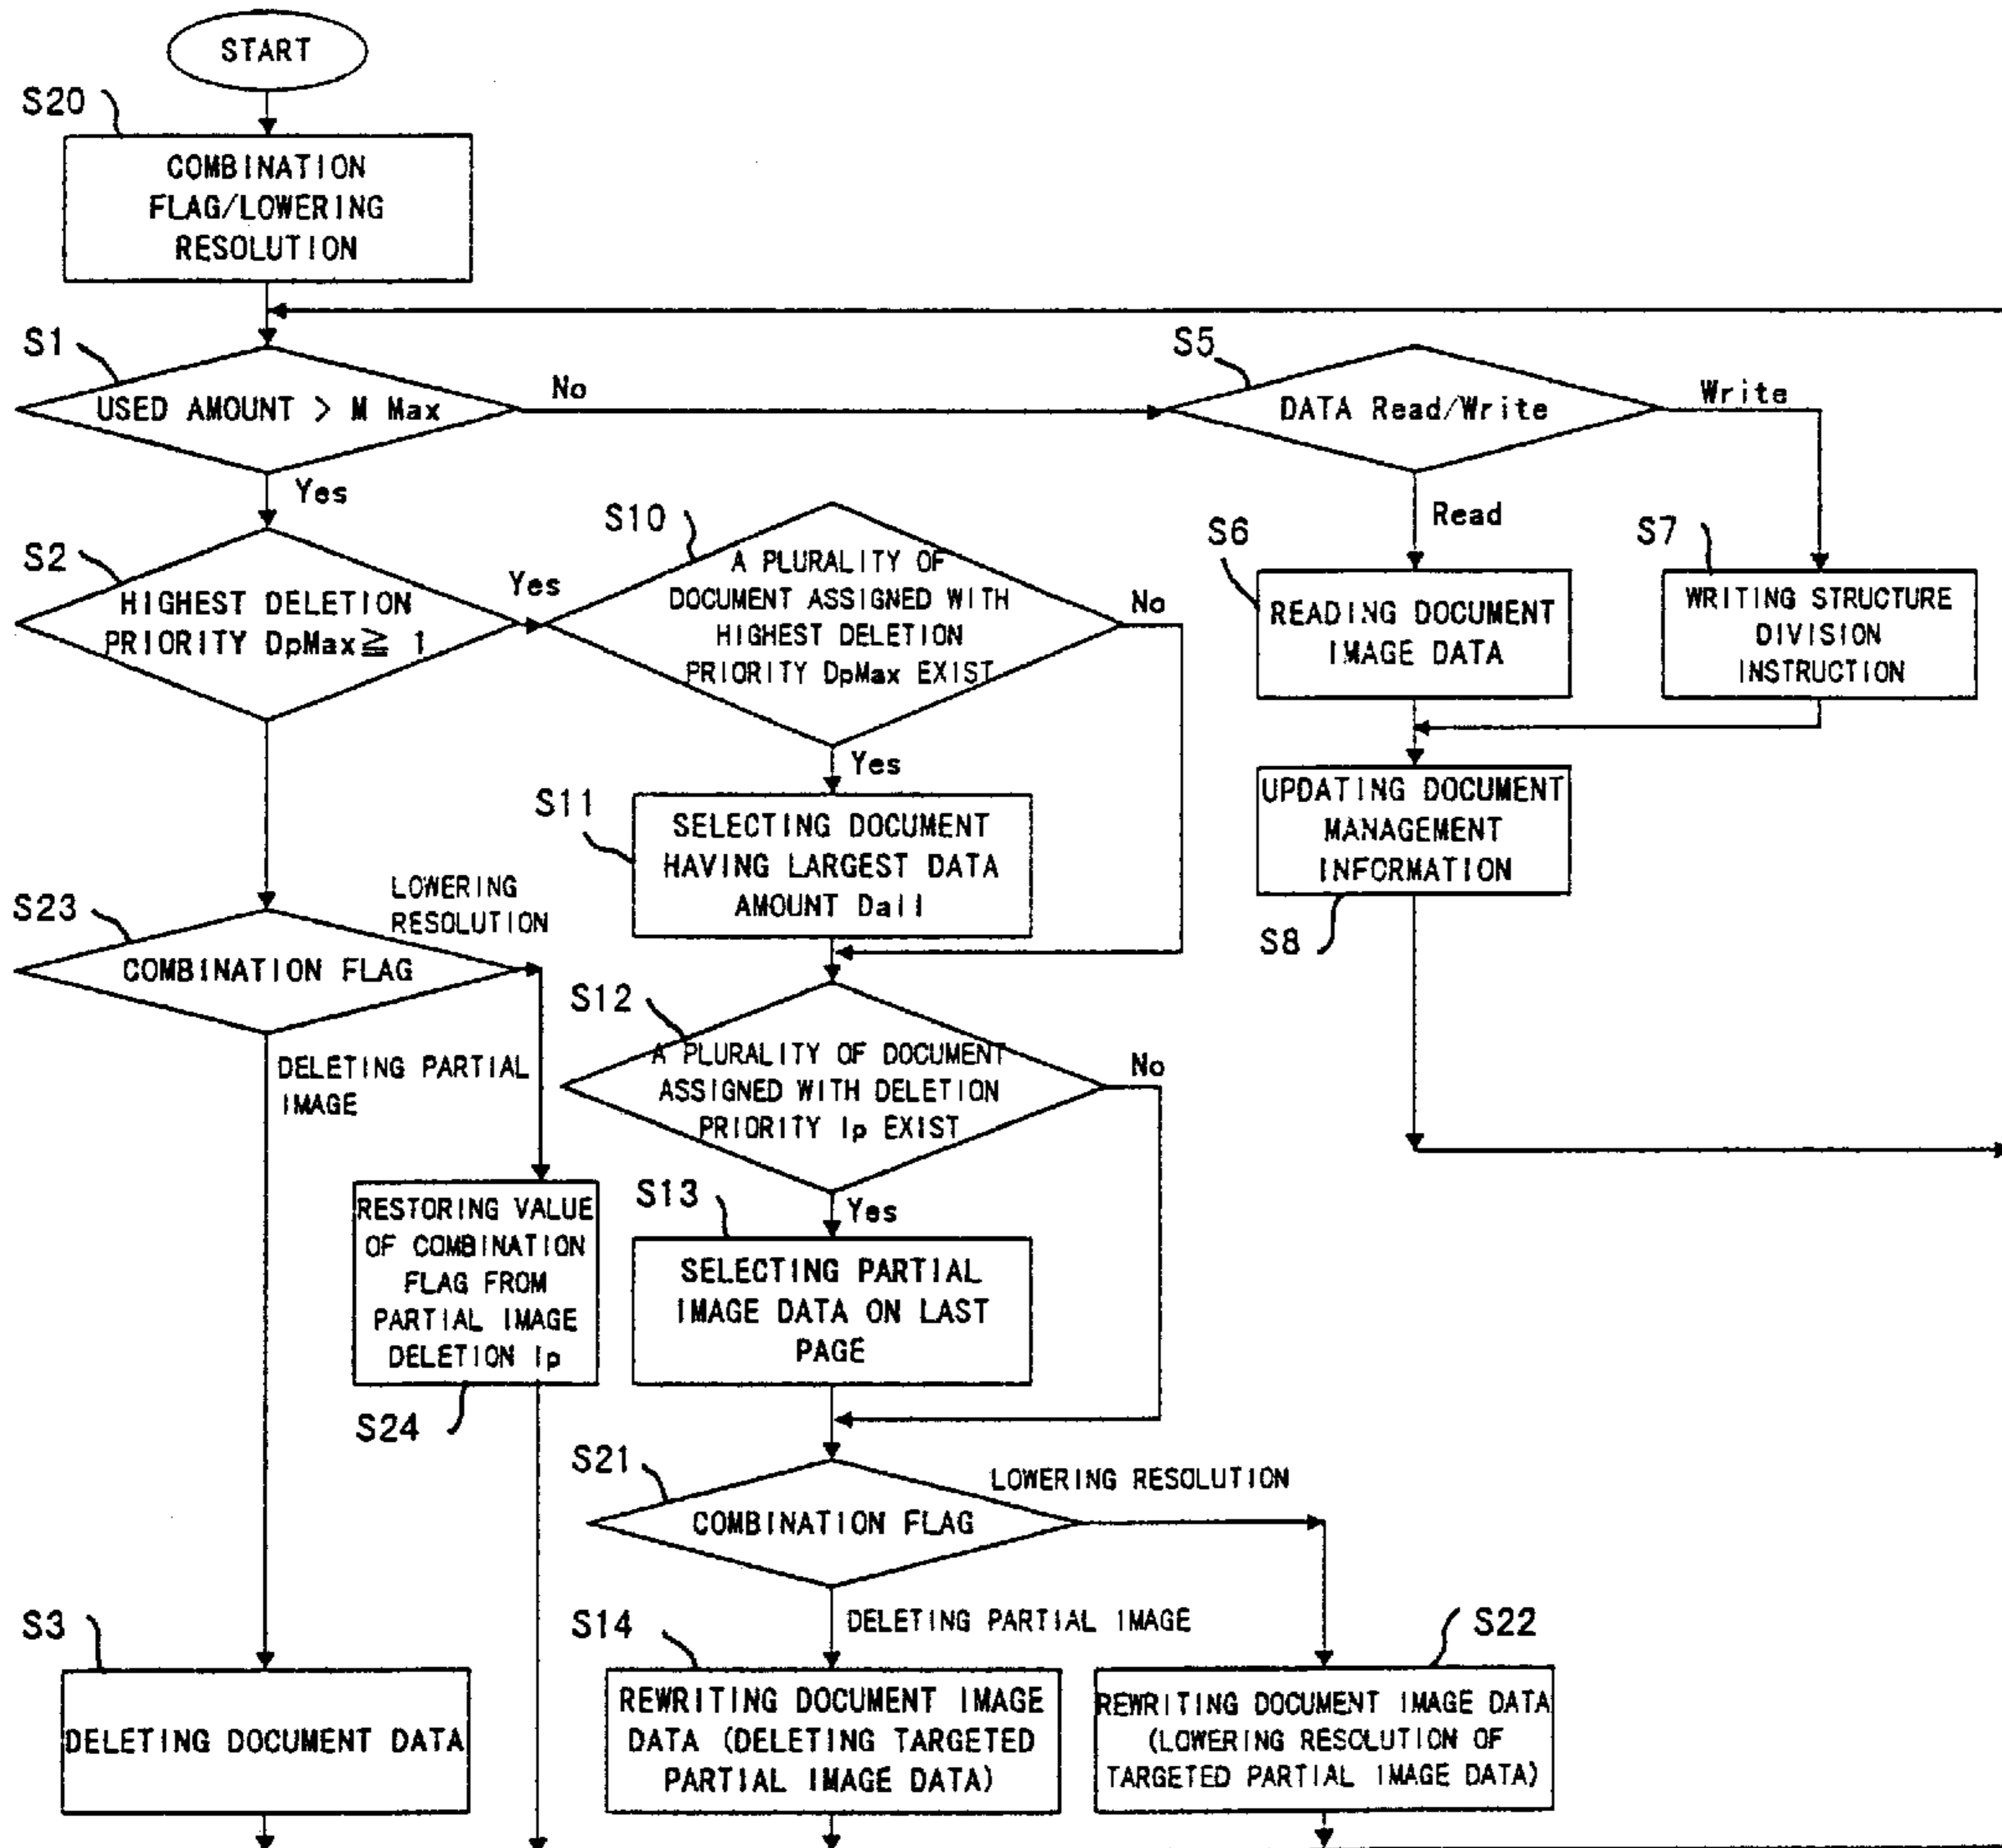 START
S20
COMBINATION
FLAG/LOWERING
RESOLUTION
S1
USED AMOUNT > M Max
No
Yes
S5
DATA Read/Write
Write
Read
S2
HIGHEST DELETION
PRIORITY DpMax≧ 1
Yes
S10
A PLURALITY OF
DOCUMENT ASSIGNED WITH
HIGHEST DELETION
PRIORITY DpMax EXIST
No
Yes
S6
READING DOCUMENT
IMAGE DATA
S7
WRITING STRUCTURE
DIVISION
INSTRUCTION
S11
SELECTING DOCUMENT
HAVING LARGEST DATA
AMOUNT Dall
UPDATING DOCUMENT
MANAGEMENT
INFORMATION
S8
S23
COMBINATION FLAG
LOWERING
RESOLUTION
DELETING PARTIAL
IMAGE
S12
A PLURALITY OF DOCUMENT
ASSIGNED WITH DELETION
PRIORITY Ip EXIST
No
Yes
RESTORING VALUE
OF COMBINATION
FLAG FROM
PARTIAL IMAGE
DELETION Ip
S24
S13
SELECTING PARTIAL
IMAGE DATA ON LAST
PAGE
S21
COMBINATION FLAG
LOWERING RESOLUTION
DELETING PARTIAL IMAGE
S3
DELETING DOCUMENT DATA
S14
REWRITING DOCUMENT IMAGE
DATA (DELETING TARGETED
PARTIAL IMAGE DATA)
S22
REWRITING DOCUMENT IMAGE DATA
(LOWERING RESOLUTION OF
TARGETED PARTIAL IMAGE DATA)